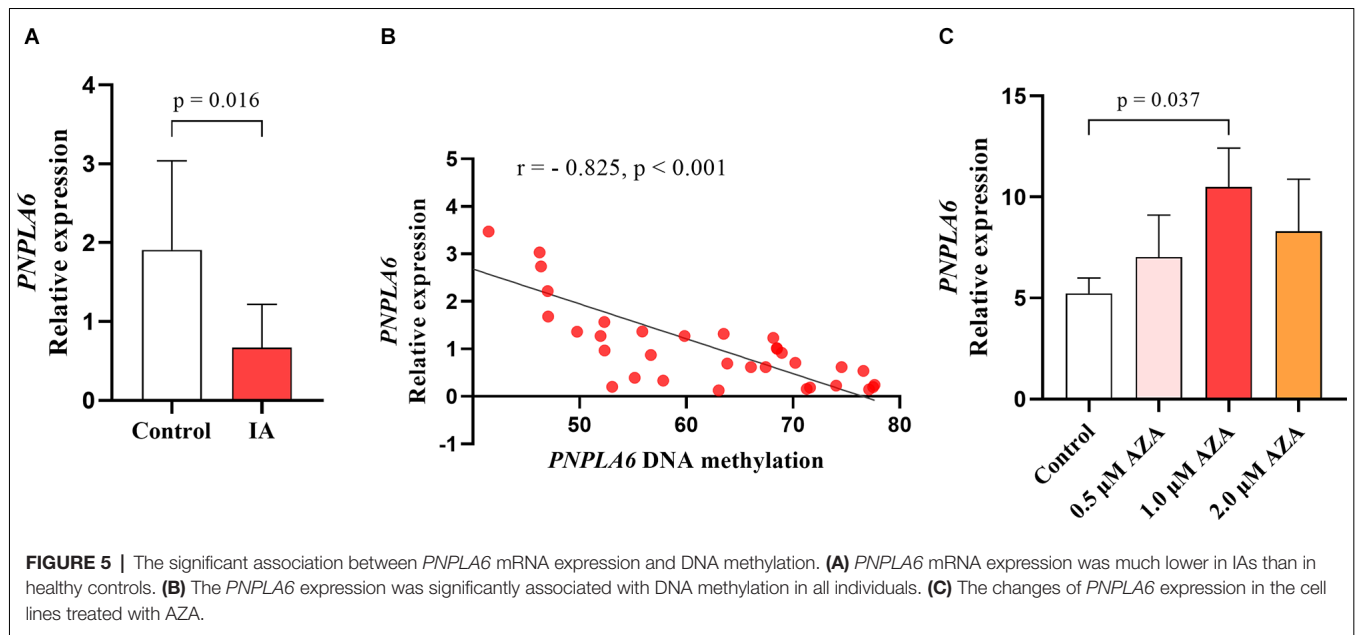 A
PNPLA6
Relative expression
4
3
2
1
0
p = 0.016
Control IA
B
PNPLA6
Relative expression
5
4
3
2
1
0
-1
r = - 0.825, p < 0.001
50 60 70 80
PNPLA6 DNA methylation
C
PNPLA6
Relative expression
15
10
5
0
p = 0.037
Control
0.5 μM AZA
1.0 μM AZA
2.0 μM AZA
FIGURE 5 | The significant association between PNPLA6 mRNA expression and DNA methylation. (A) PNPLA6 mRNA expression was much lower in IAs than in
healthy controls. (B) The PNPLA6 expression was significantly associated with DNA methylation in all individuals. (C) The changes of PNPLA6 expression in the cell
lines treated with AZA.